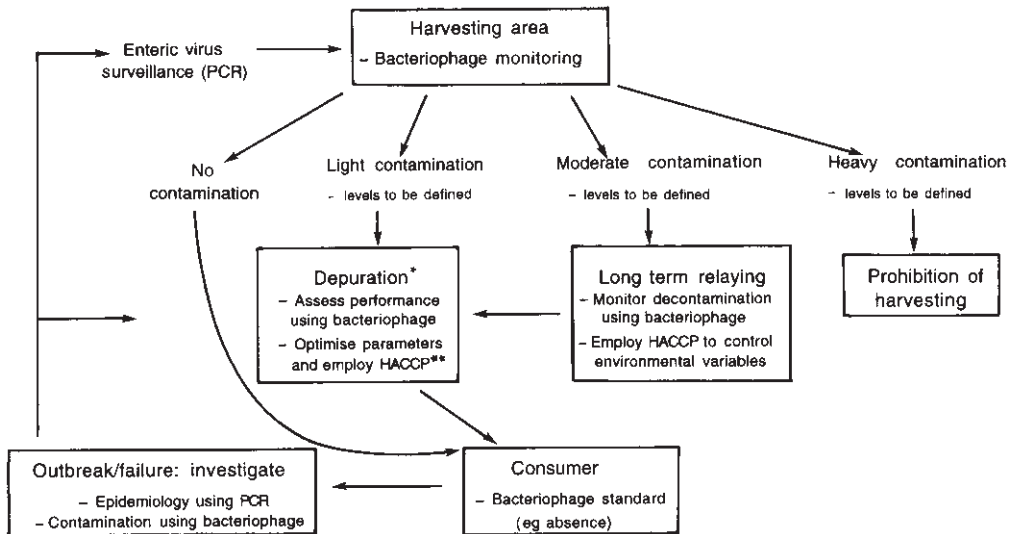 Harvesting area
– Bacteriophage monitoring
Enteric virus
surveillance (PCR)
No
contamination
Light contamination
– levels to be defined
Moderate contamination
– levels to be defined
Heavy contamination
– levels to be defined
Depuration*
– Assess performance
using bacteriophage
– Optimise parameters
and employ HACCP**
Long term relaying
– Monitor decontamination
using bacteriophage
– Employ HACCP to control
environmental variables
Prohibition of
harvesting
Outbreak/failure: investigate
– Epidemiology using PCR
– Contamination using bacteriophage
Consumer
– Bacteriophage standard
(eg absence)